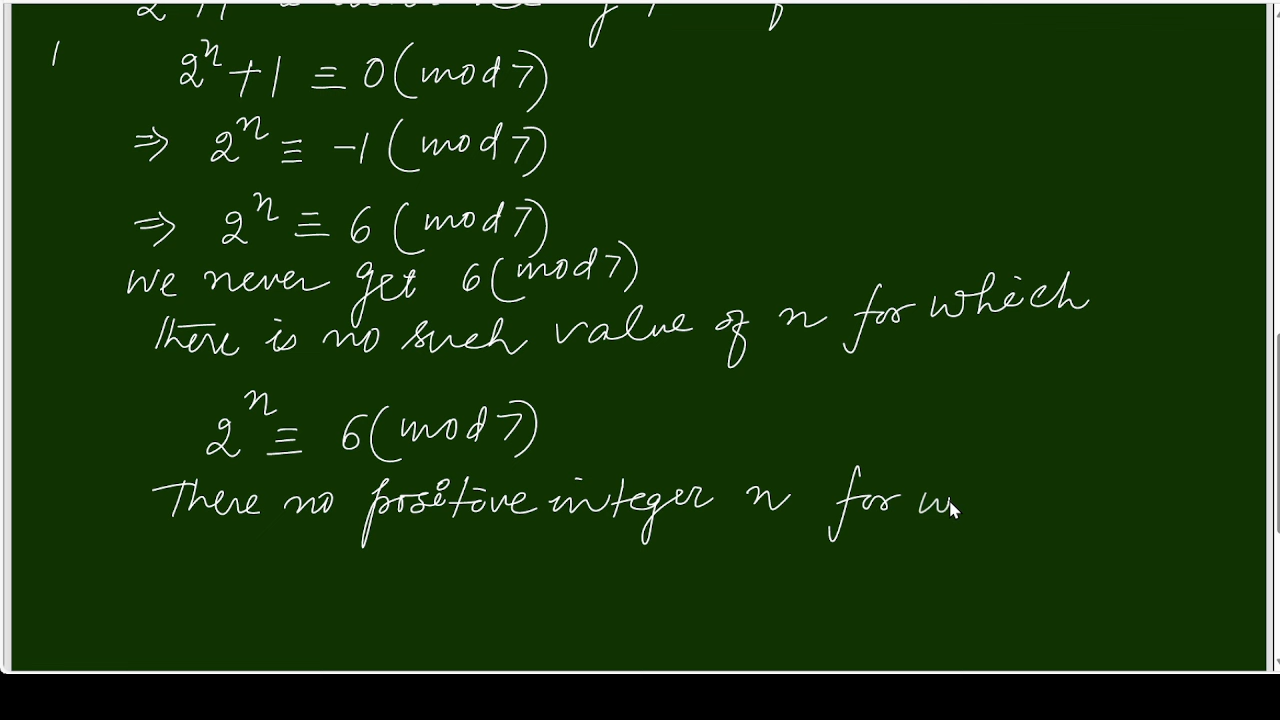 2^n + 1 ≡ 0 (mod 7)
⇒ 2^n ≡ -1 (mod 7)
⇒ 2^n ≡ 6 (mod 7)
We never get 6 (mod 7)
There is no such value of n for which
2^n ≡ 6 (mod 7)
There no positive integer n for w